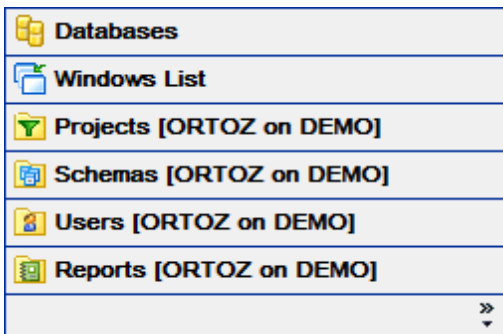 Databases
Windows List
Projects [ORTOZ on DEMO]
Schemas [ORTOZ on DEMO]
Users [ORTOZ on DEMO]
Reports [ORTOZ on DEMO]